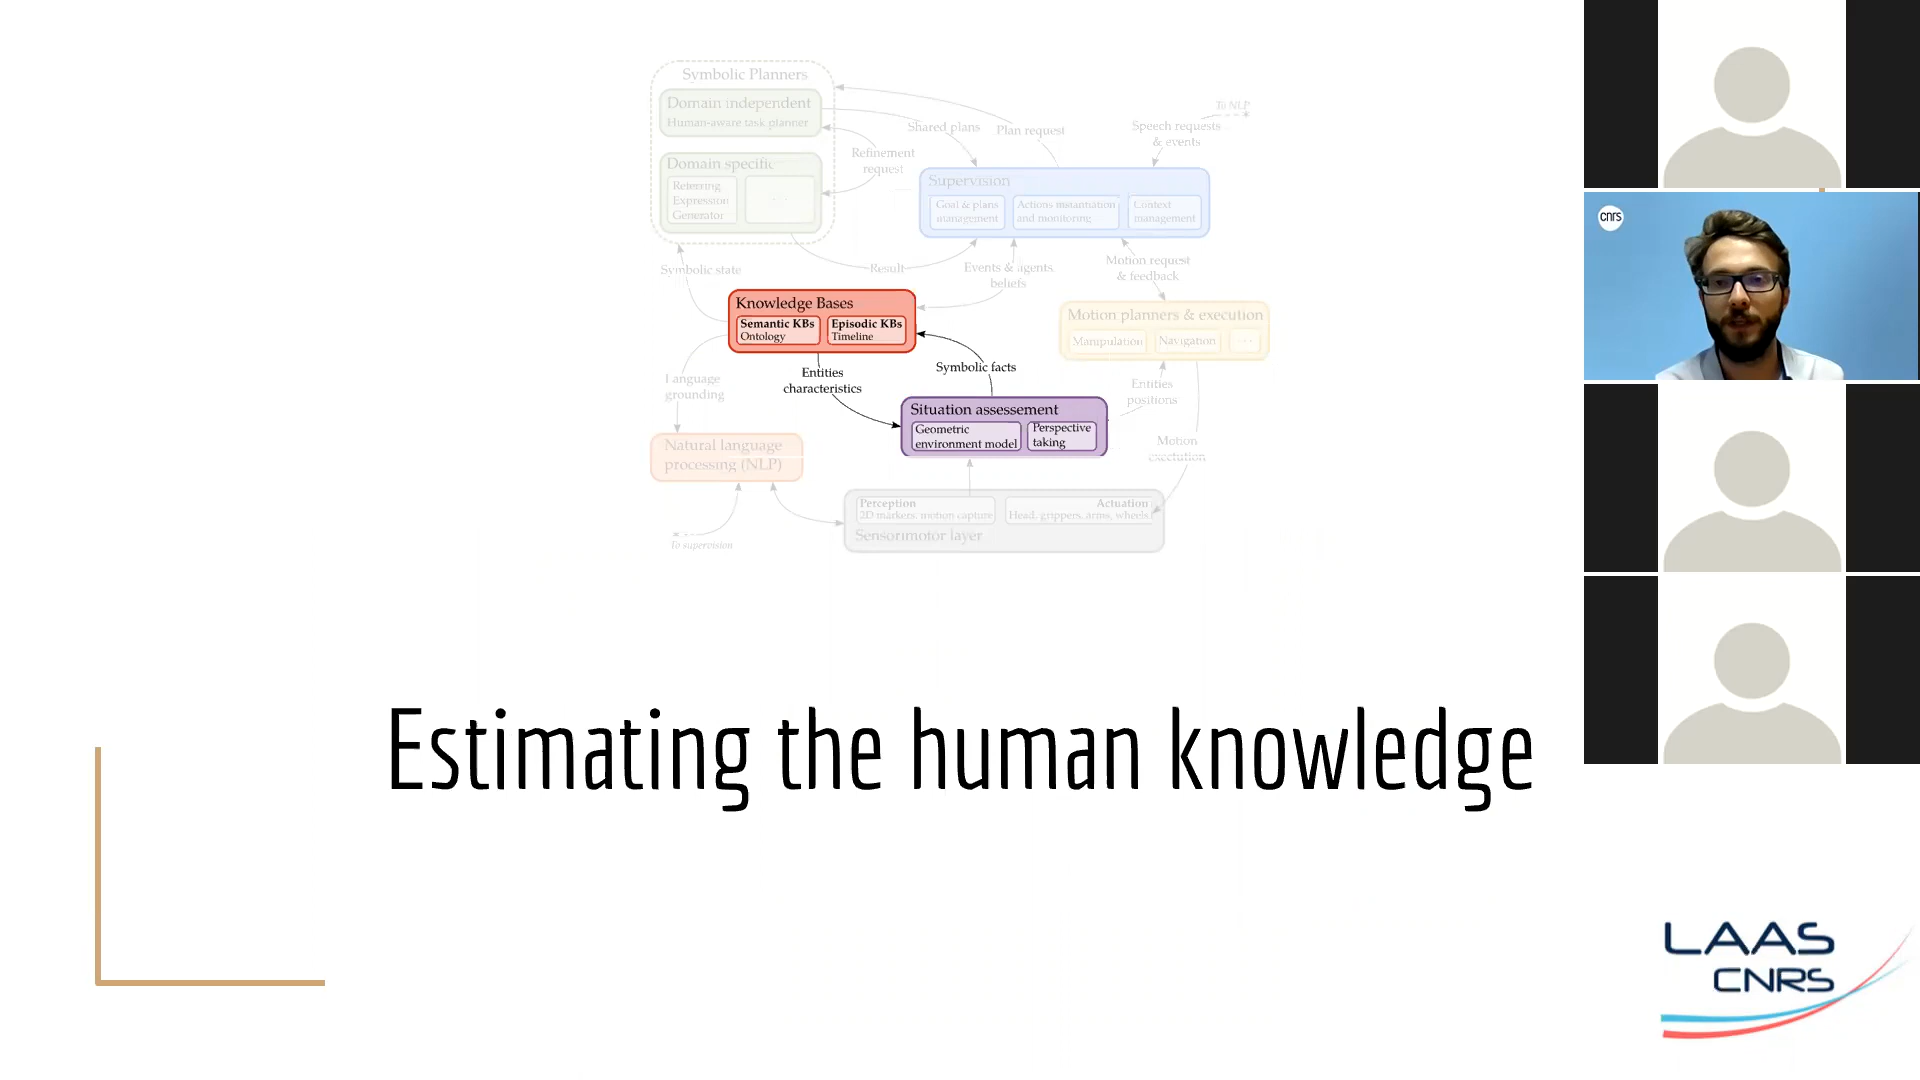 Symbolic Planners
Domain independent
Human-aware task planner
Domain specific
Referring
Expression
Generator
. .
Shared plans
Plan request
Refinement
request
To NLP
Speech requests
& events
Supervision
Goal & plans
management
Actions instantiation
and monitoring
Context
management
Symbolic state
Result
Events & agents
beliefs
Motion request
& feedback
Knowledge Bases
Semantic KBs
Ontology
Episodic KBs
Timeline
Motion planners & execution
Manipulation
Navigation
...
Entities
characteristics
Symbolic facts
Language
grounding
Entities
positions
Situation assessement
Geometric
environment model
Perspective
taking
Motion
execution
Natural language
processing (NLP)
Perception
2D markers, motion capture
Actuation
Head, grippers, arms, wheels
Sensorimotor layer
To supervision
Estimating the human knowledge
cnrs
LAAS
CNRS